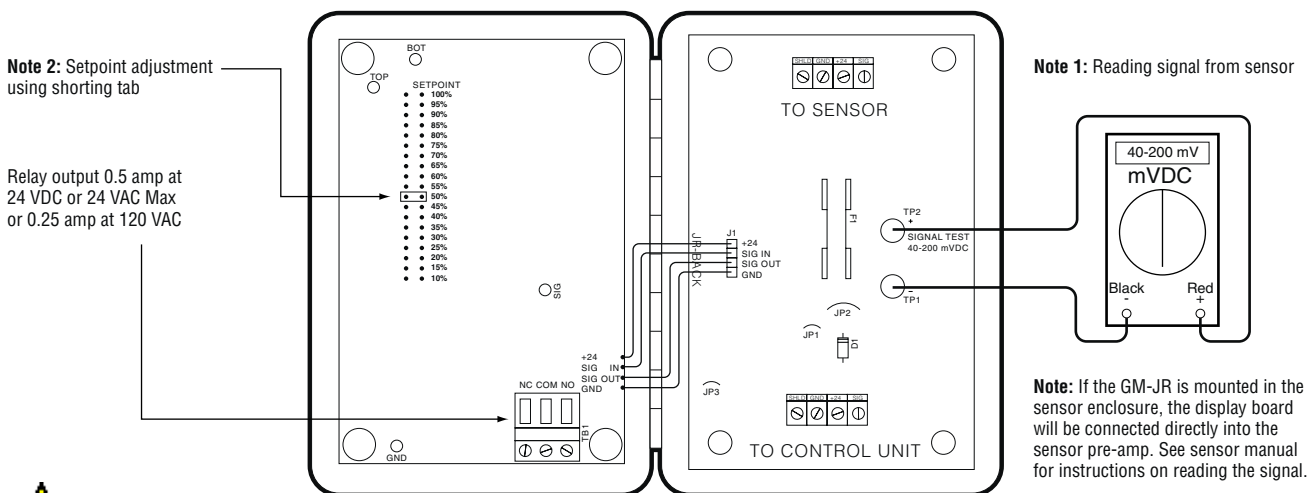 Note 2: Setpoint adjustment
using shorting tab
Relay output 0.5 amp at
24 VDC or 24 VAC Max
or 0.25 amp at 120 VAC
BOT
TOP
SETPOINT
100%
95%
90%
85%
80%
75%
70%
65%
60%
55%
50%
45%
40%
35%
30%
25%
20%
15%
10%
SIG
+24
SIG IN
SIG OUT
GND
NC COM NO
TB1
GND
SHLD GND +24 SIG
TO SENSOR
F1
TP2
+
SIGNAL TEST
40-200 mVDC
J1
+24
SIG IN
SIG OUT
GND
JR-BACK
-
TP1
JP2
JP1
D1
JP3
SHLD GND +24 SIG
TO CONTROL UNIT
Note 1: Reading signal from sensor
40-200 mV
mVDC
Black Red
- +
Note: If the GM-JR is mounted in the
sensor enclosure, the display board
will be connected directly into the
sensor pre-amp. See sensor manual
for instructions on reading the signal.